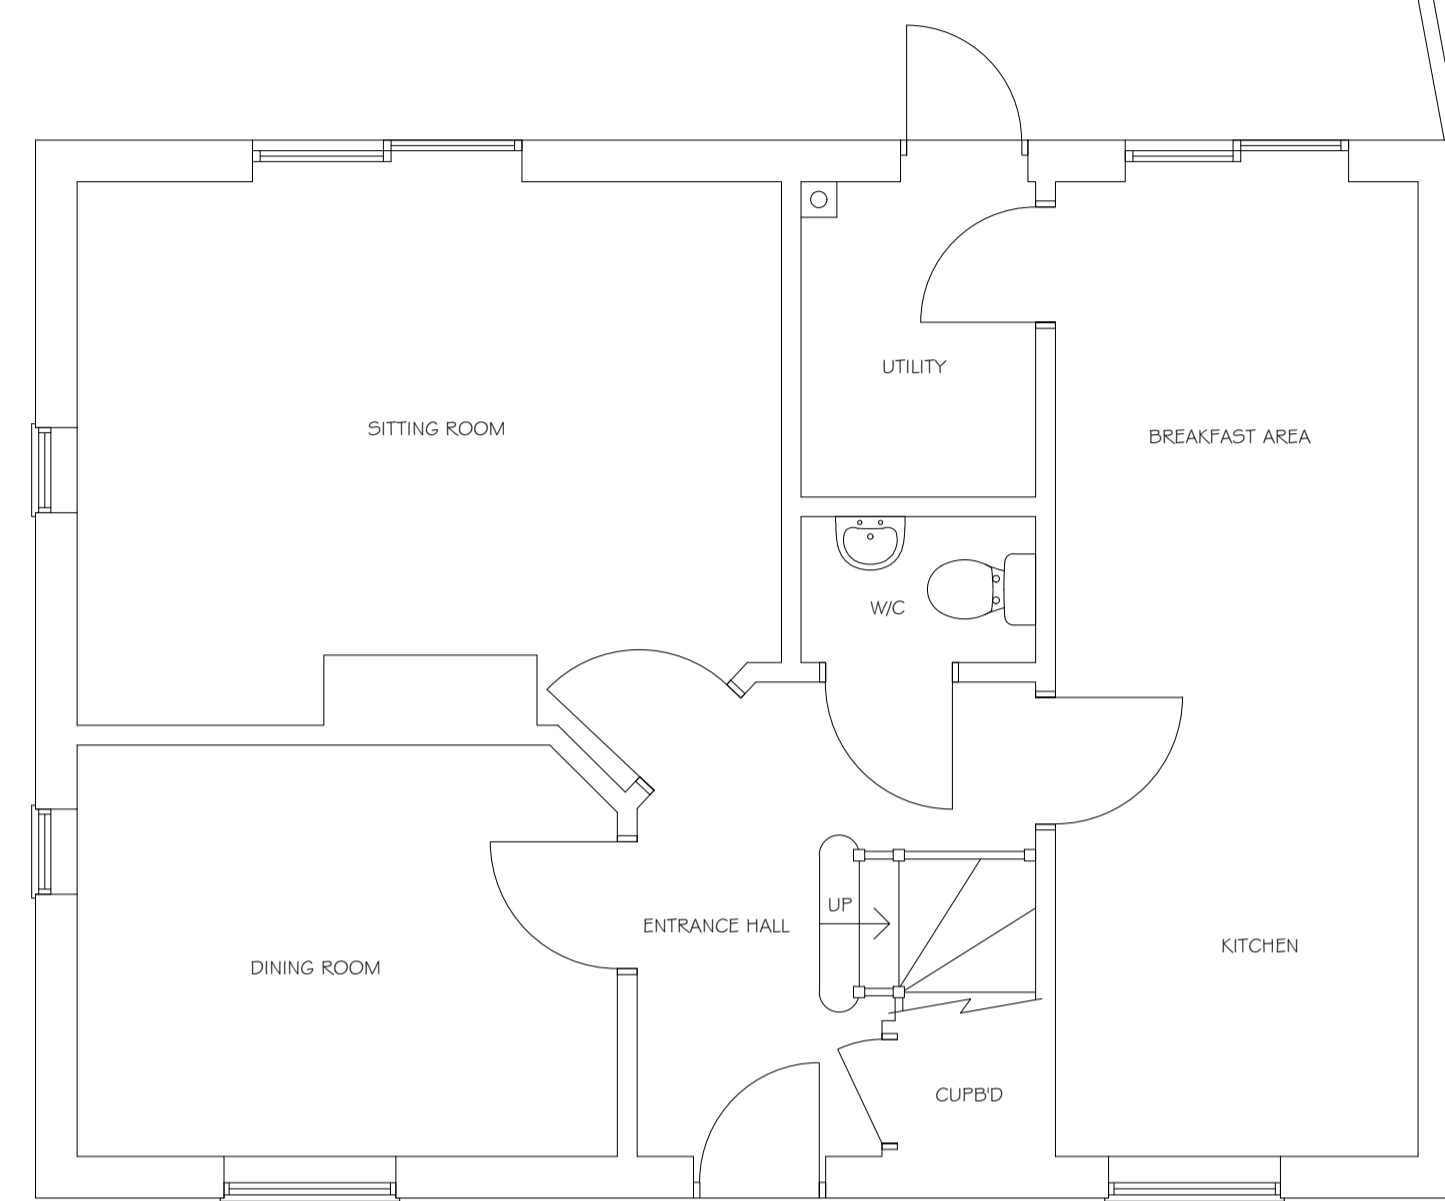 UTILITY
SITTING ROOM
BREAKFAST AREA
W/C
UP
ENTRANCE HALL
KITCHEN
DINING ROOM
CUPB'D